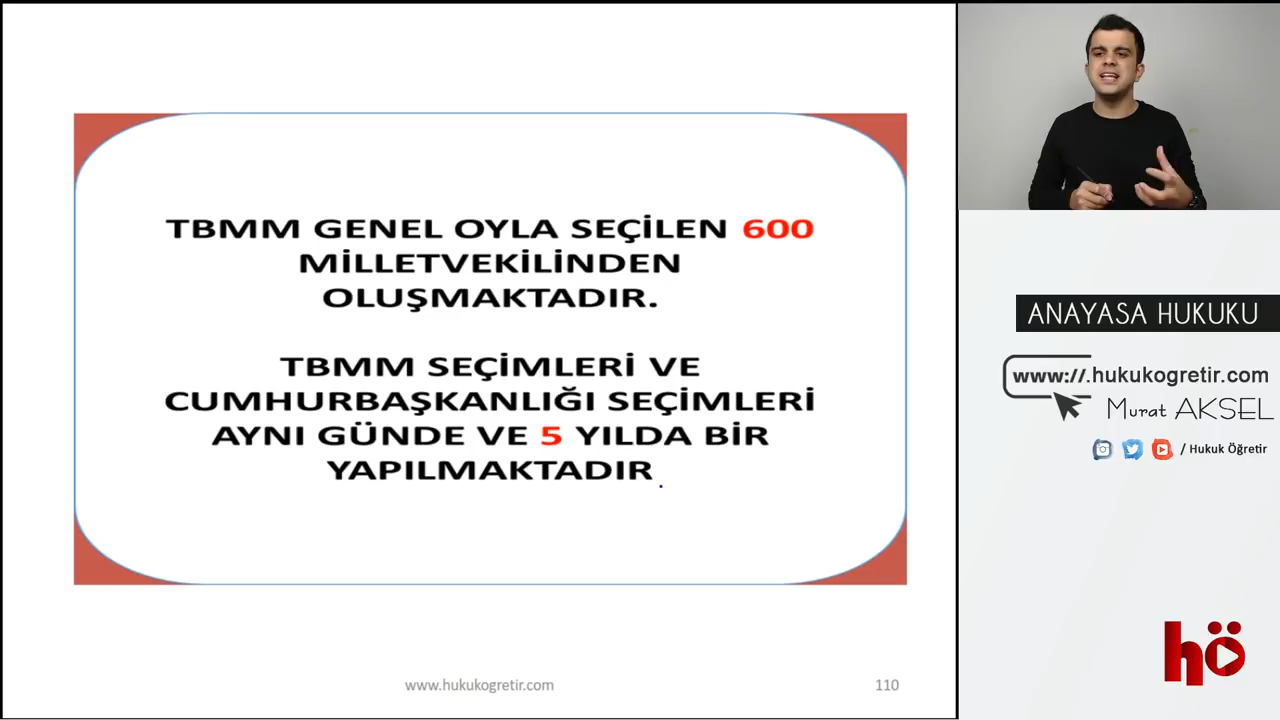 TBMM GENEL OYLA SEÇİLEN 600
MİLLETVEKİLİNDEN
OLUŞMAKTADIR.
TBMM SEÇİMLERİ VE
CUMHURBAŞKANLIĞI SEÇİMLERİ
AYNI GÜNDE VE 5 YILDA BİR
YAPILMAKTADIR
www.hukukogretir.com
110
ANAYASA HUKUKU
www://.hukukogretir.com
Murat AKSEL
/ Hukuk Öğretir
hö